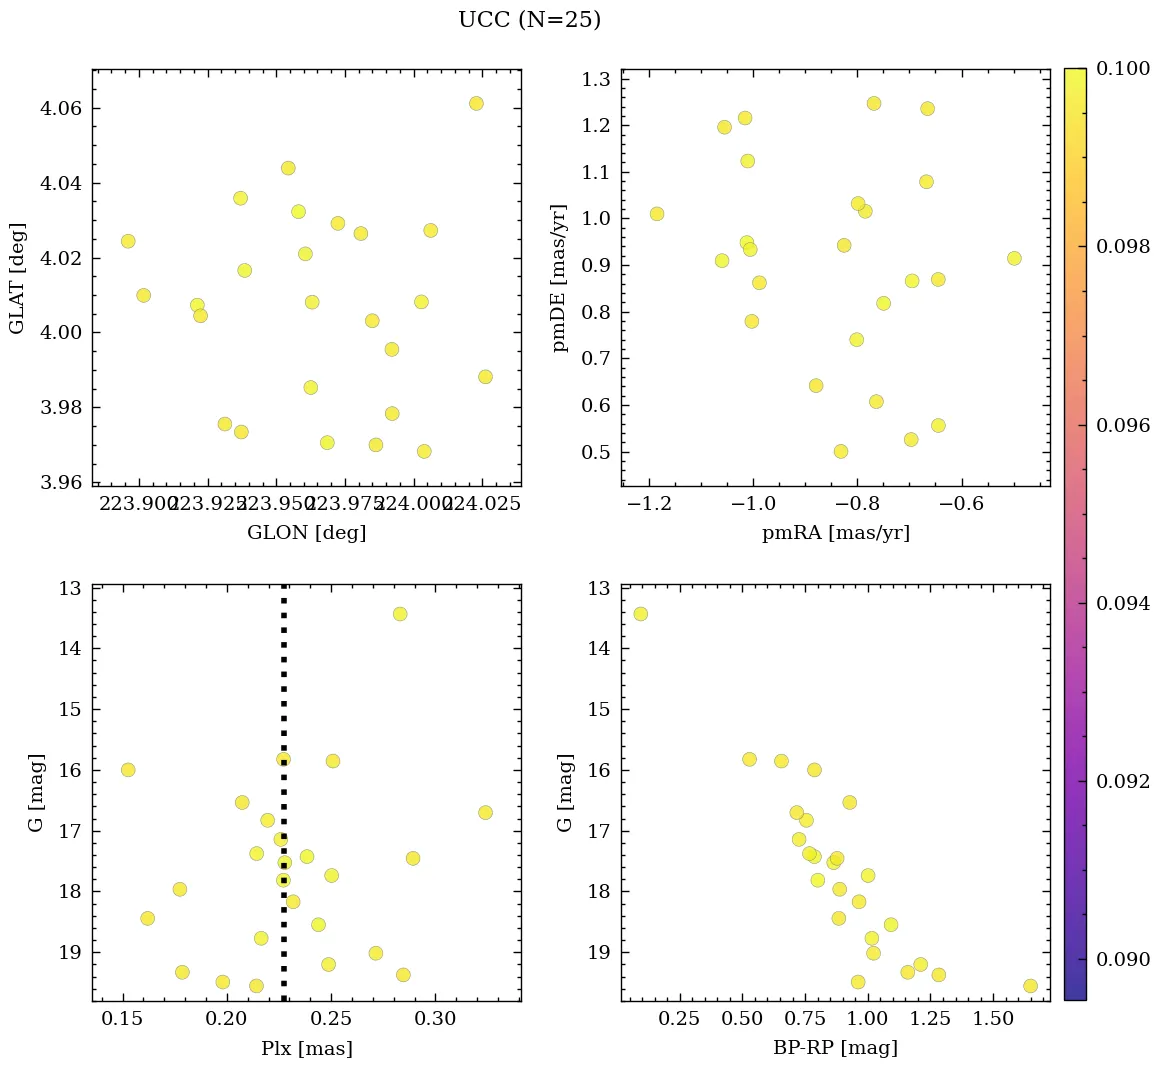 UCC (N=25)
4.06
4.04
4.02
4.00
3.98
3.96
GLAT [deg]
223.900 223.925 223.950 223.975 224.000 224.025
GLON [deg]
1.3
1.2
1.1
1.0
0.9
0.8
0.7
0.6
0.5
pmDE [mas/yr]
−1.2 −1.0 −0.8 −0.6
pmRA [mas/yr]
13
14
15
16
17
18
19
G [mag]
0.15 0.20 0.25 0.30
Plx [mas]
G [mag]
13
14
15
16
17
18
19
0.25 0.50 0.75 1.00 1.25 1.50
BP-RP [mag]
0.100
0.098
0.096
0.094
0.092
0.090